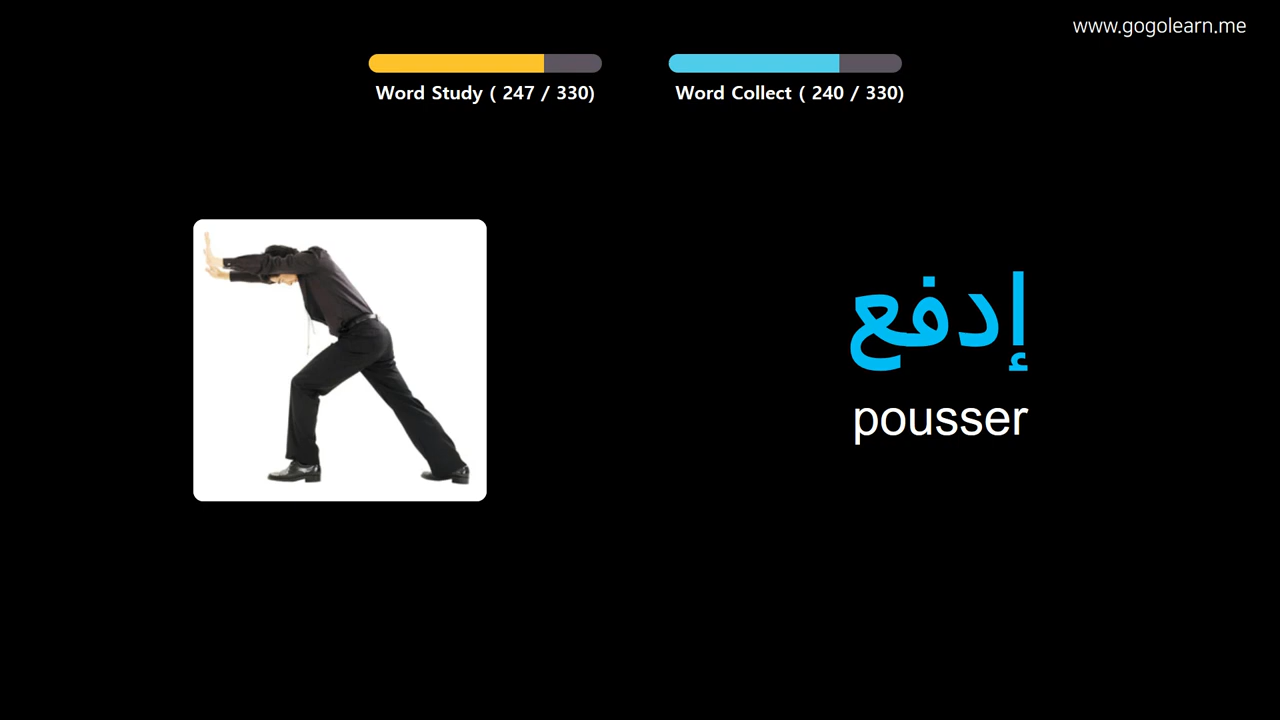 www.gogolearn.me
Word Study ( 247 / 330)
Word Collect ( 240 / 330)
إدفع
pousser